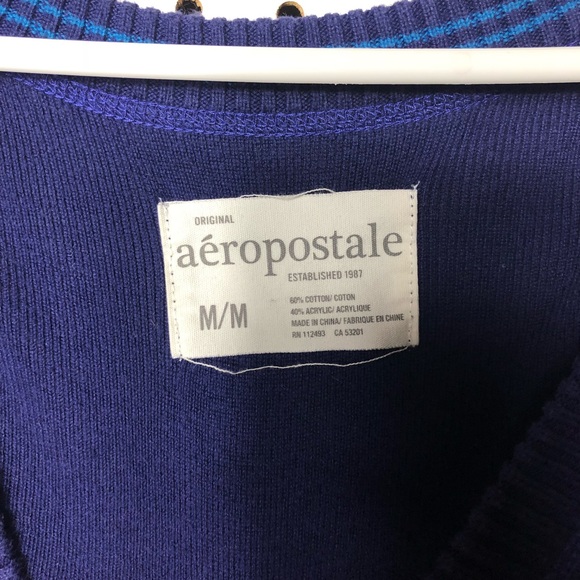 ORIGINAL
aéropostale
ESTABLISHED 1987
M/M
60% COTTON/ COTON
40% ACRYLIC/ ACRYLIQUE
MADE IN CHINA/ FABRIQUE EN CHINE
RN 112493 CA 53201